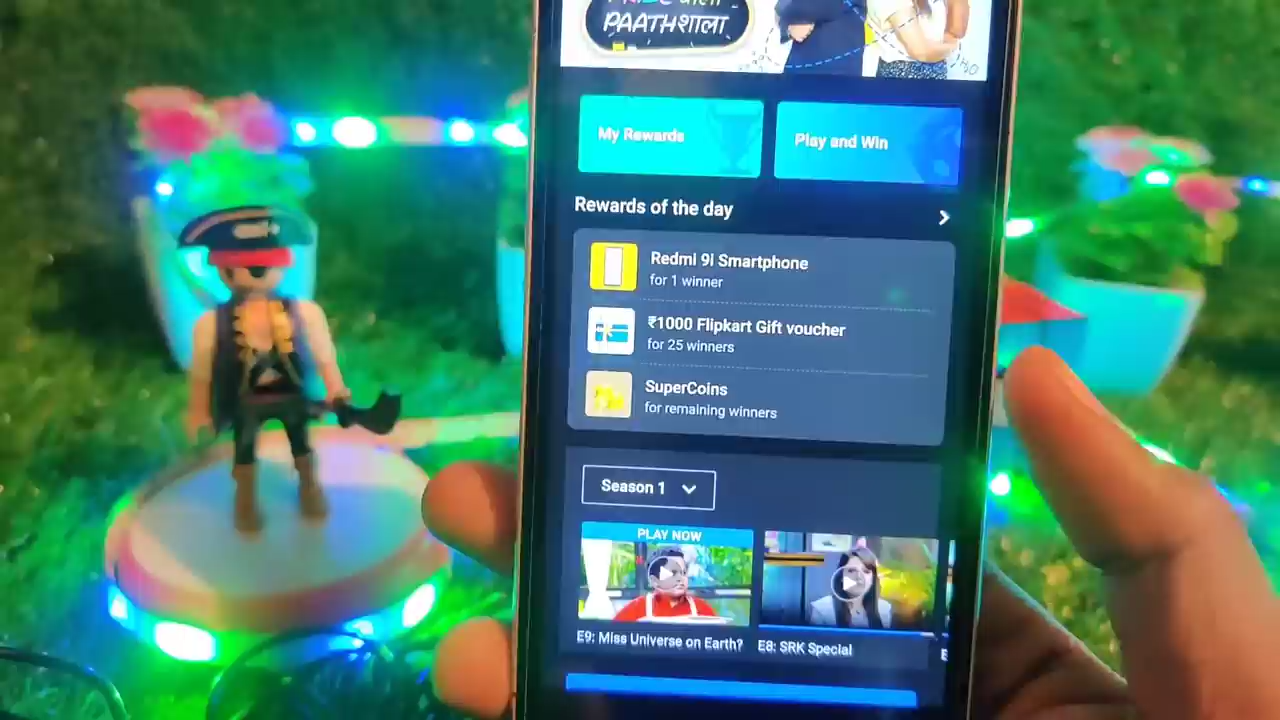 PAATHशाला
My Rewards
Play and Win
Rewards of the day
Redmi 9i Smartphone
for 1 winner
₹1000 Flipkart Gift voucher
for 25 winners
SuperCoins
for remaining winners
Season 1
PLAY NOW
E9: Miss Universe on Earth?
E8: SRK Special